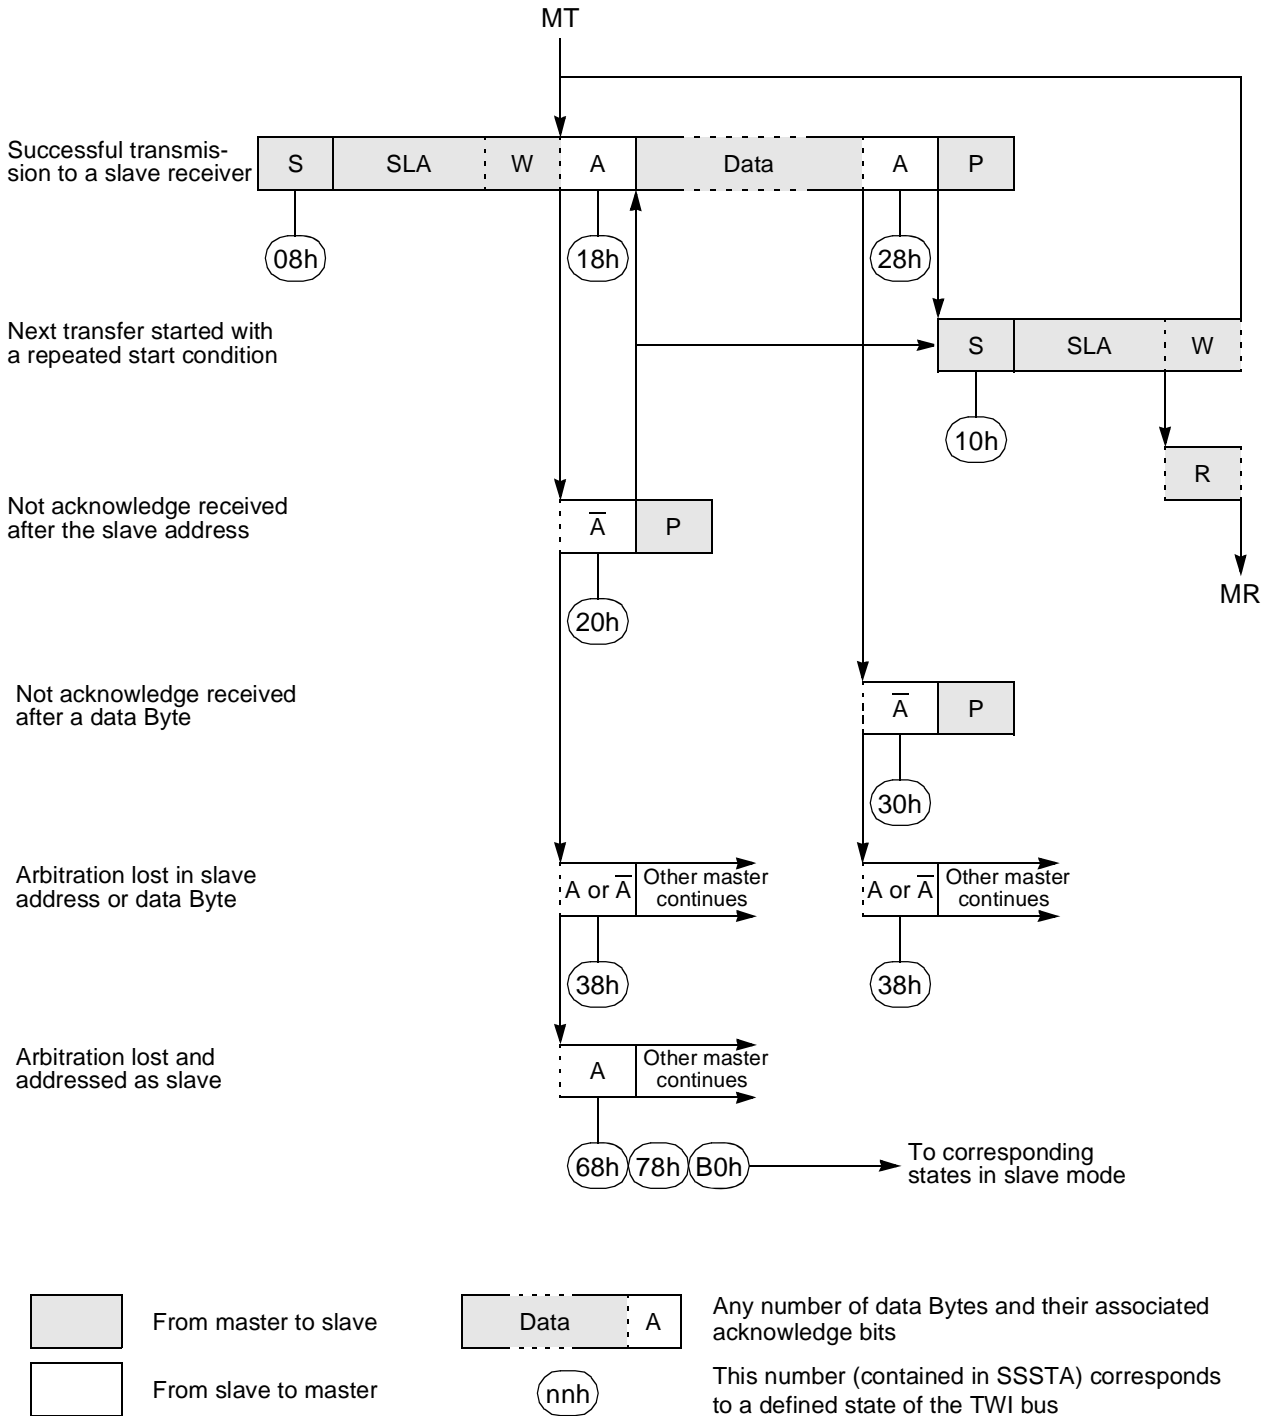 MT
Successful transmis-
sion to a slave receiver
S SLA W A Data A P
08h 18h 28h
Next transfer started with
a repeated start condition
S SLA W
10h
R
MR
Not acknowledge received
after the slave address
A̅ P
20h
Not acknowledge received
after a data Byte
A̅ P
30h
Arbitration lost in slave
address or data Byte
A or A̅ Other master
continues
A or A̅ Other master
continues
38h 38h
Arbitration lost and
addressed as slave
A Other master
continues
68h 78h B0h
To corresponding
states in slave mode
From master to slave
Data A
Any number of data Bytes and their associated
acknowledge bits
From slave to master
nnh
This number (contained in SSSTA) corresponds
to a defined state of the TWI bus